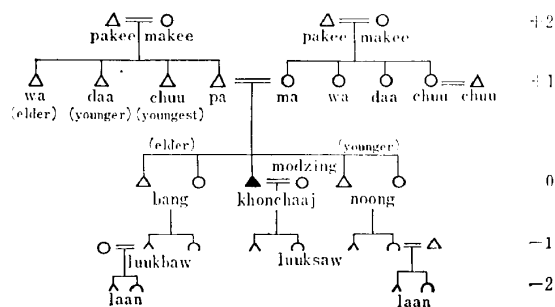 pakee makee pakee makee +2
wa daa chuu pa ma wa daa chuu chuu +1
(elder) (younger) (youngest)
(elder) (younger)
modzing
bang khonchaaj noong 0
luukbaw luuksaw -1
laan laan -2